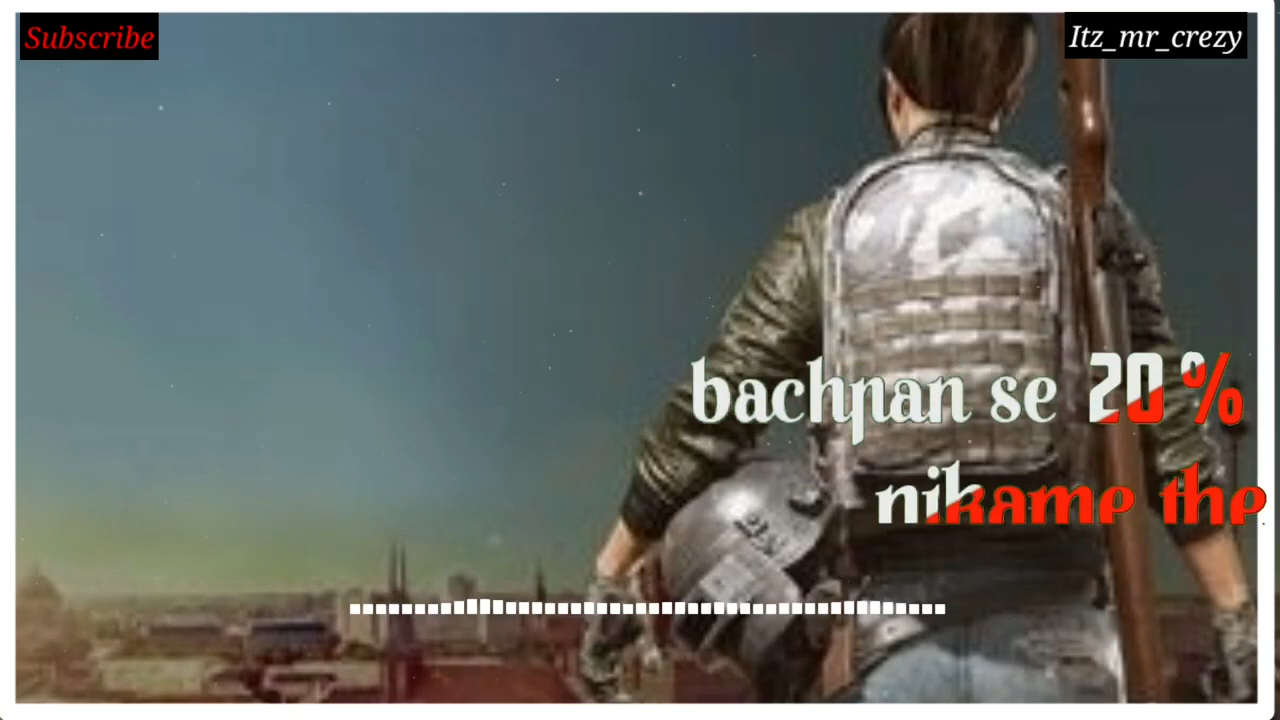 Subscribe
Itz_mr_crezy
bachpan se 20 %
nikame the